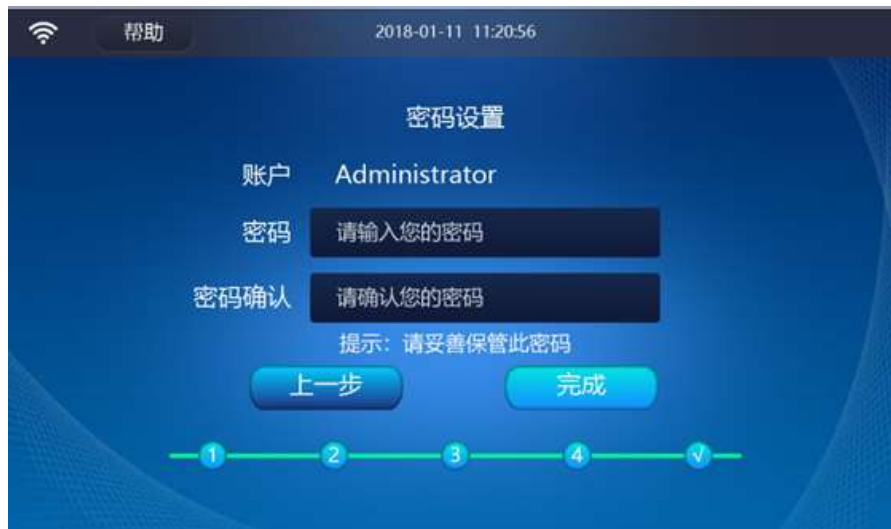 帮助 2018-01-11 11:20:56
密码设置
账户 Administrator
密码 请输入您的密码
密码确认 请确认您的密码
提示：请妥善保管此密码
上一步 完成
1 2 3 4 √